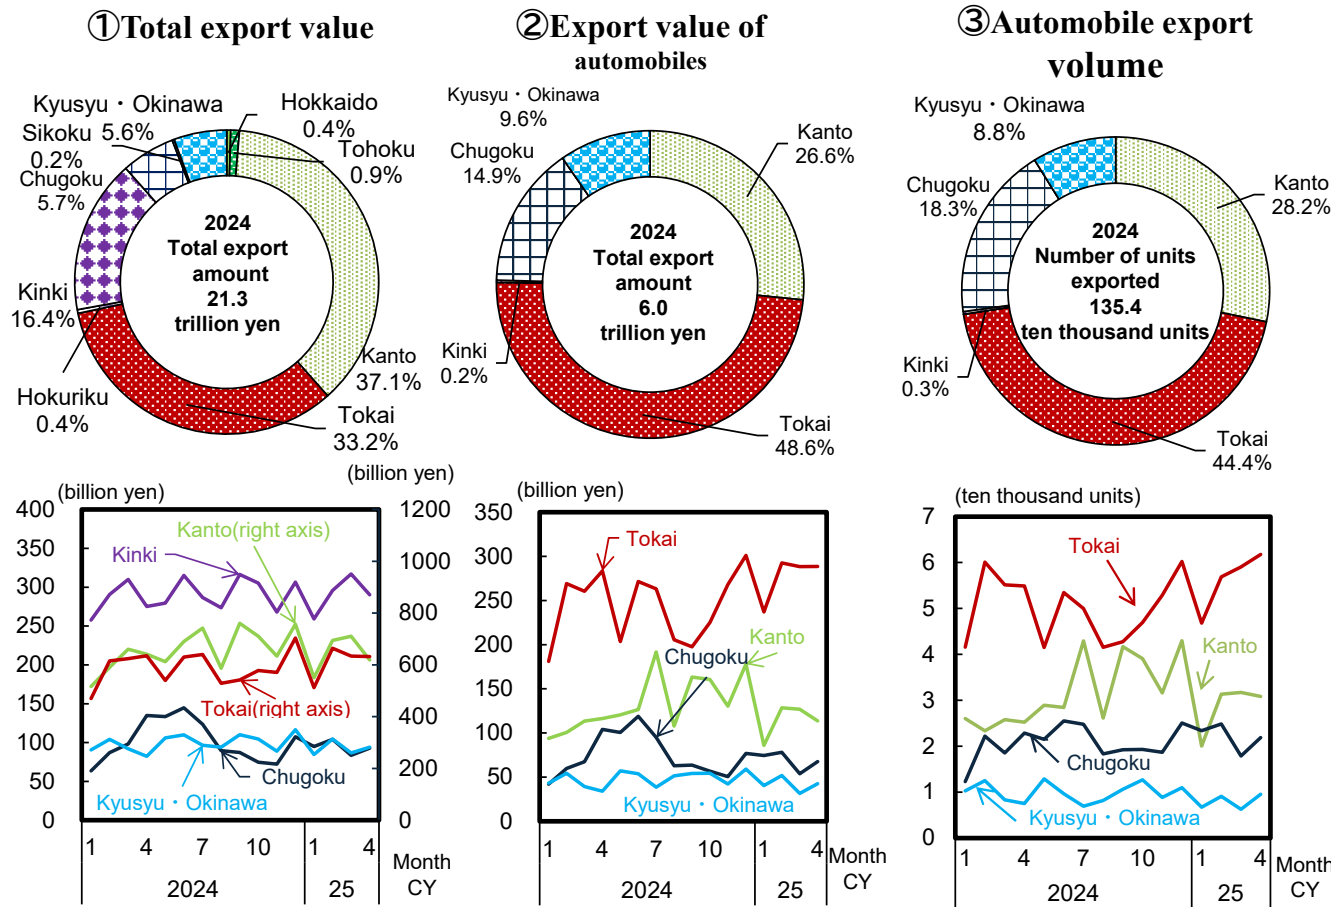 ①Total export value
Kyusyu・Okinawa
5.6%
Hokkaido
0.4%
Sikoku
0.2%
Tohoku
0.9%
Chugoku
5.7%
Kinki
16.4%
Hokuriku
0.4%
Kanto
37.1%
Tokai
33.2%
2024
Total export
amount
21.3
trillion yen
②Export value of
automobiles
Kyusyu・Okinawa
9.6%
Kanto
26.6%
Chugoku
14.9%
Kinki
0.2%
Tokai
48.6%
2024
Total export
amount
6.0
trillion yen
③Automobile export
volume
Kyusyu・Okinawa
8.8%
Kanto
28.2%
Chugoku
18.3%
Kinki
0.3%
Tokai
44.4%
2024
Number of units
exported
135.4
ten thousand units
(billion yen)
(billion yen)
400
350
300
250
200
150
100
50
0
1200
1000
800
600
400
200
0
Kanto(right axis)
Kinki
Tokai(right axis)
Chugoku
Kyusyu・Okinawa
1 4 7 10 1 4
Month
2024 25
CY
(billion yen)
350
300
250
200
150
100
50
0
Tokai
Kanto
Chugoku
Kyusyu・Okinawa
1 4 7 10 1 4
Month
2024 25
CY
(ten thousand units)
7
6
5
4
3
2
1
0
Tokai
Kanto
Chugoku
Kyusyu・Okinawa
1 4 7 10 1 4
Month
2024 25
CY